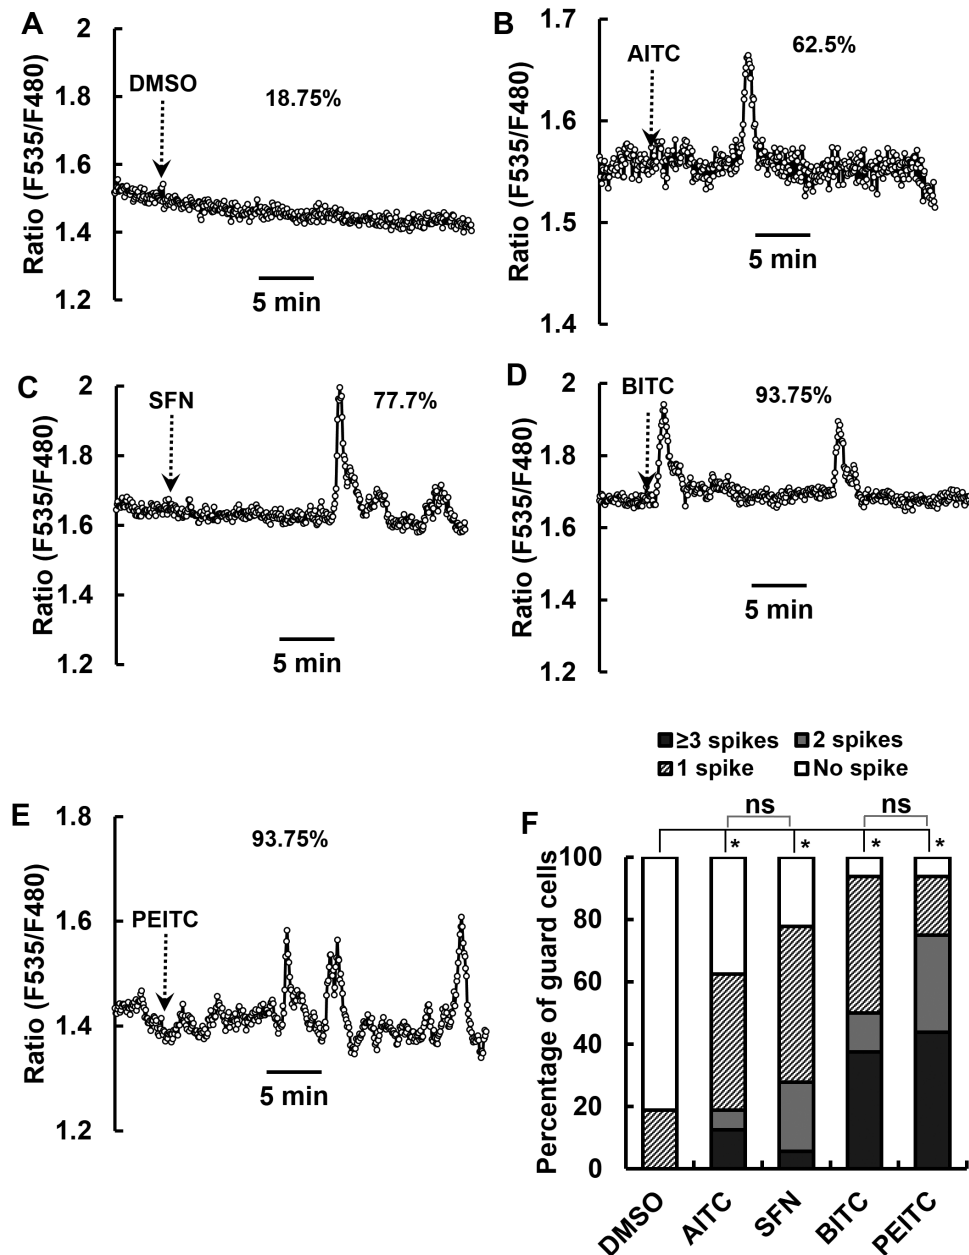 A
Ratio (F535/F480)
2
1.8
1.6
1.4
1.2
DMSO
18.75%
5 min
B
Ratio (F535/F480)
1.7
1.6
1.5
1.4
AITC
62.5%
5 min
C
Ratio (F535/F480)
2
1.8
1.6
1.4
1.2
SFN
77.7%
5 min
D
Ratio (F535/F480)
2
1.8
1.6
1.4
1.2
BITC
93.75%
5 min
E
Ratio (F535/F480)
1.8
1.6
1.4
1.2
PEITC
93.75%
5 min
≥3 spikes 2 spikes
1 spike No spike
F
ns ns
* * * *
Percentage of guard cells
100
80
60
40
20
0
DMSO
AITC
SFN
BITC
PEITC